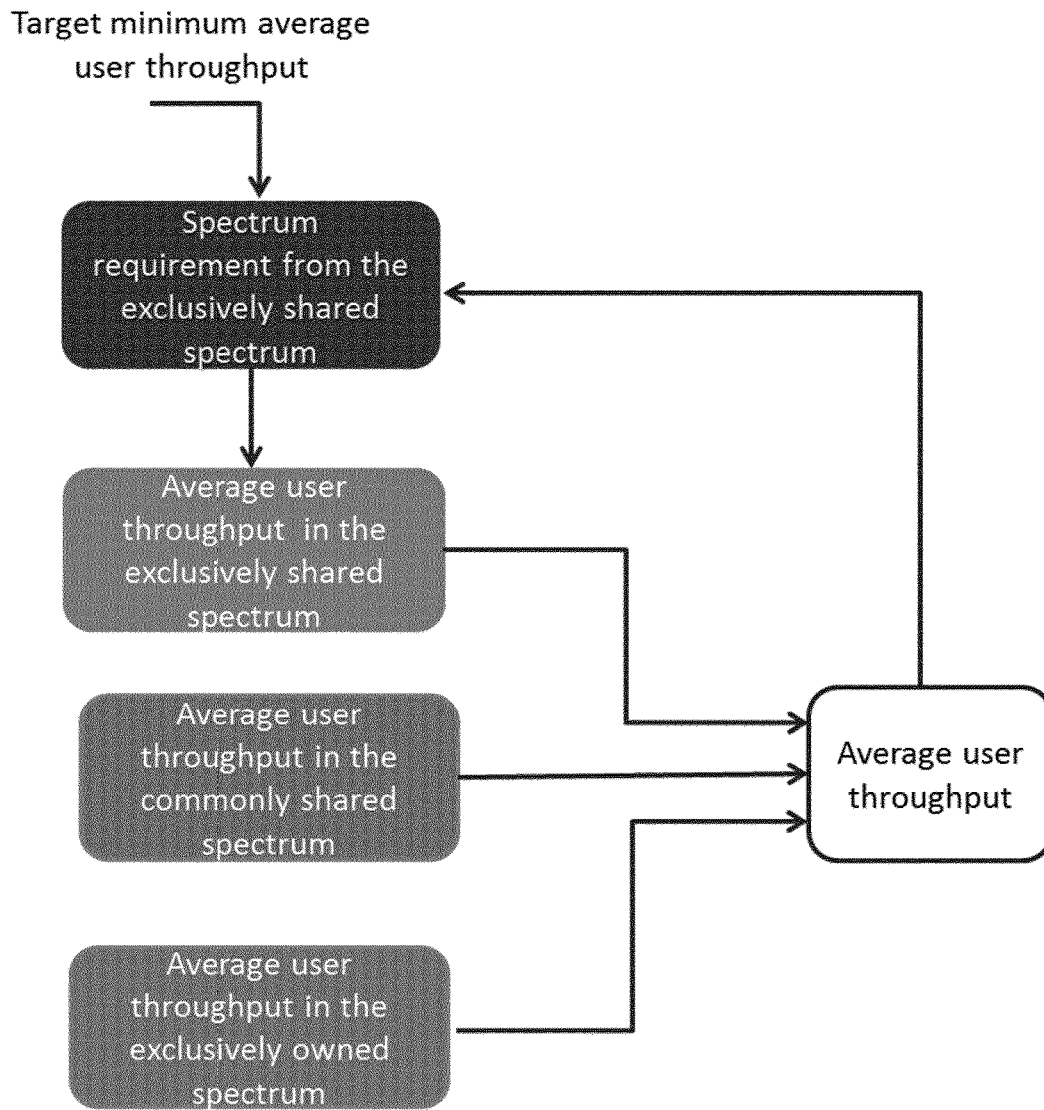 Target minimum average
user throughput
Spectrum
requirement from the
exclusively shared
spectrum
Average user
throughput in the
exclusively shared
spectrum
Average user
throughput in the
commonly shared
spectrum
Average user
throughput
Average user
throughput in the
exclusively owned
spectrum